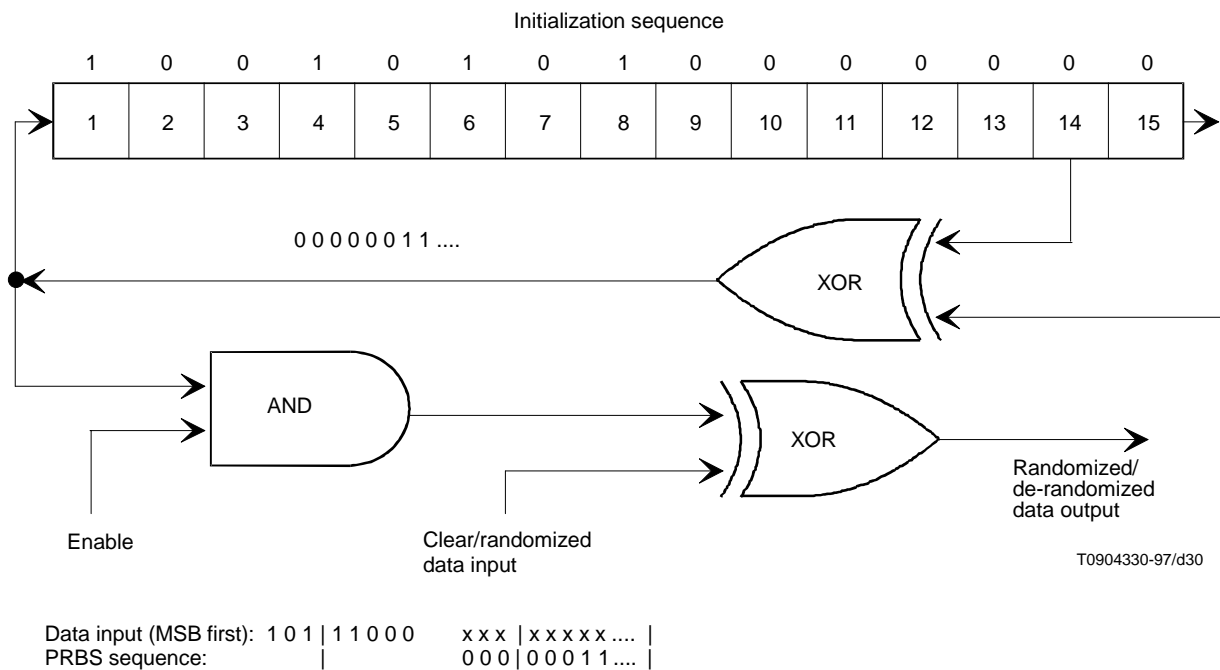 Initialization sequence
1 0 0 1 0 1 0 1 0 0 0 0 0 0 0
1 2 3 4 5 6 7 8 9 10 11 12 13 14 15
0 0 0 0 0 0 1 1 ....
XOR
AND
XOR
Randomized/
de-randomized
data output
Enable
Clear/randomized
data input
T0904330-97/d30
Data input (MSB first): 1 0 1 | 1 1 0 0 0 x x x | x x x x x .... |
PRBS sequence: | 0 0 0 | 0 0 0 1 1 .... |